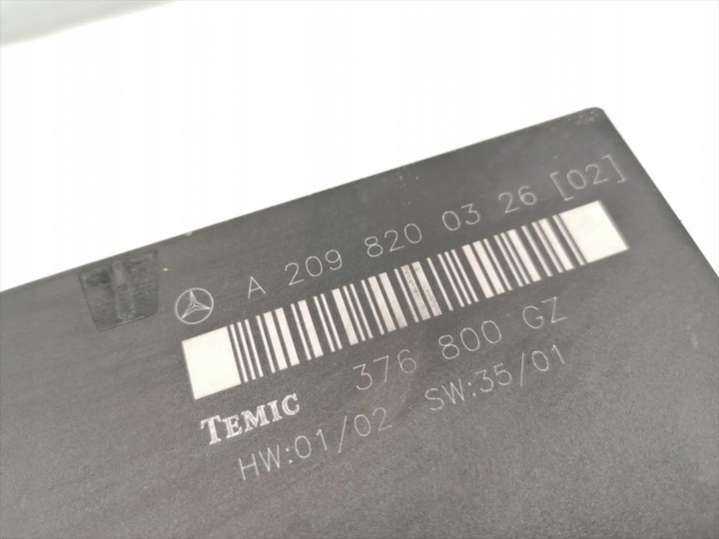 A 209 820 03 26 [02]
376 800 GZ
TEMIC
HW:01/02 SW:35/01